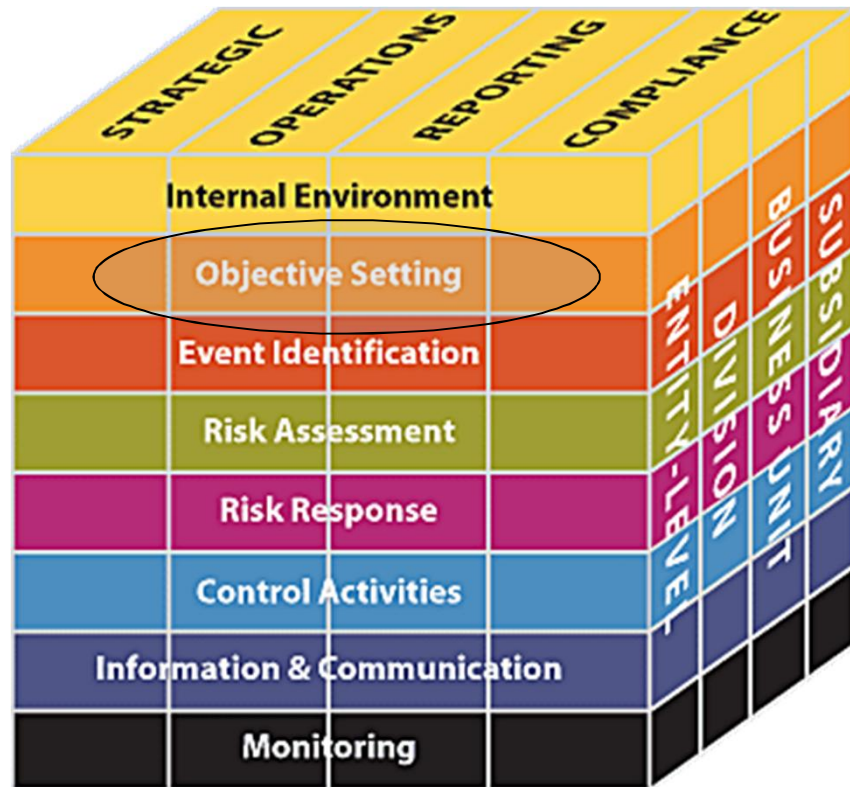 STRATEGIC
OPERATIONS
REPORTING
COMPLIANCE
Internal Environment
Objective Setting
Event Identification
Risk Assessment
Risk Response
Control Activities
Information & Communication
Monitoring
ENTITY-LEVEL
DIVISION
BUSINESS UNIT
SUBSIDIARY